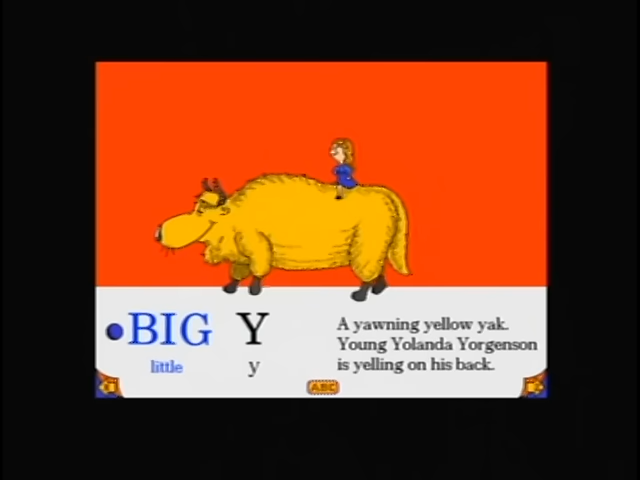 BIG Y
little y
A yawning yellow yak.
Young Yolanda Yorgenson
is yelling on his back.
ABC